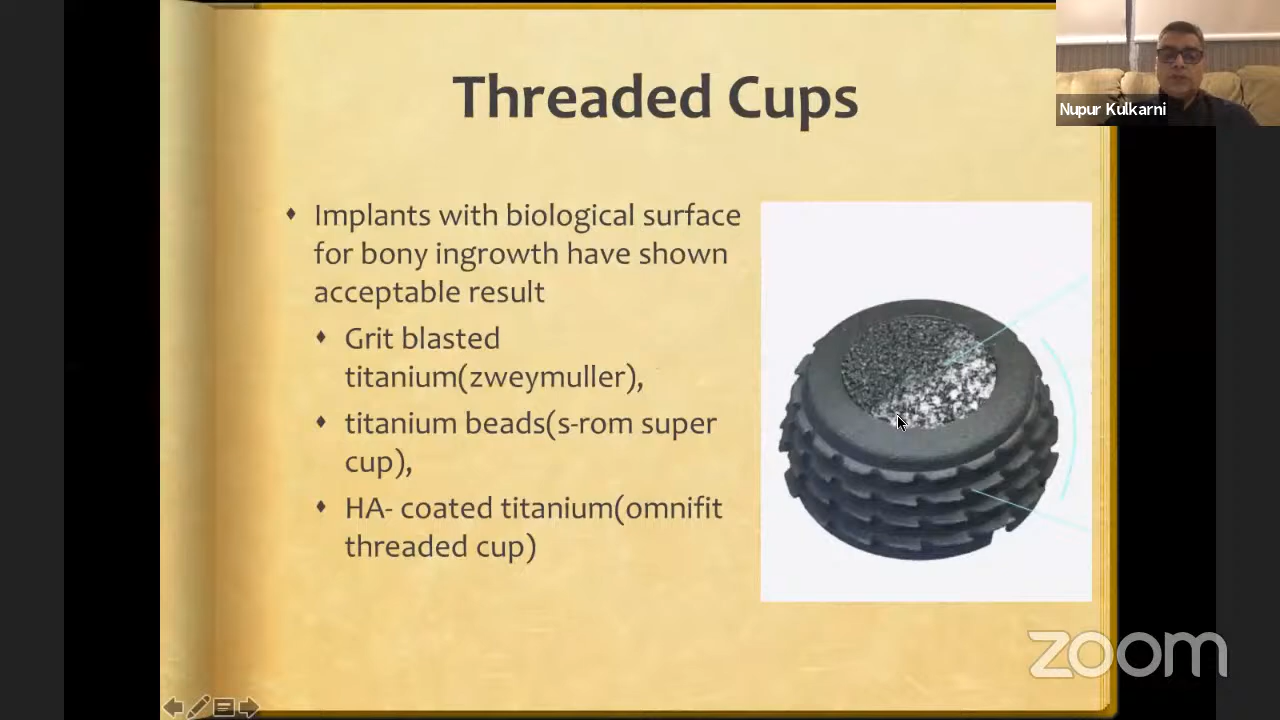 Threaded Cups
Nupur Kulkarni
Implants with biological surface
for bony ingrowth have shown
acceptable result
Grit blasted
titanium(zweymuller),
titanium beads(s-rom super
cup),
HA- coated titanium(omnifit
threaded cup)
zoom